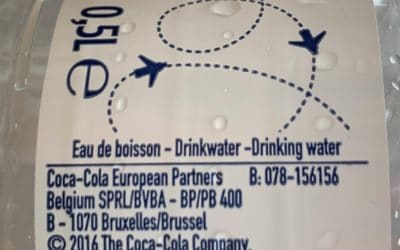 0,5L e
Eau de boisson - Drinkwater -Drinking water
Coca-Cola European Partners B: 078-156156
Belgium SPRL/BVBA - BP/PB 400
B - 1070 Bruxelles/Brussel
© 2016 The Coca-Cola Company.